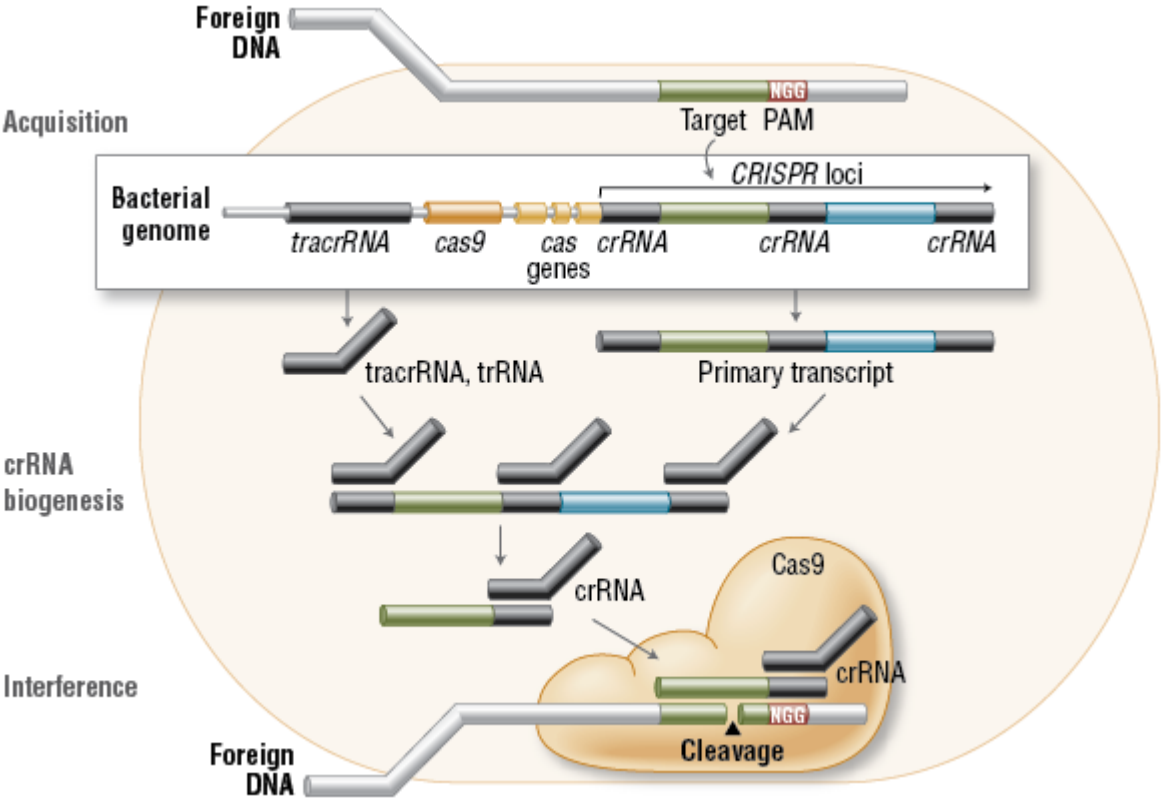 Foreign
DNA
NGG
Acquisition
Target PAM
CRISPR loci
Bacterial
genome
tracrRNA cas9 cas
genes crRNA crRNA crRNA
tracrRNA, trRNA
Primary transcript
crRNA
biogenesis
Cas9
crRNA
crRNA
Interference
NGG
Cleavage
Foreign
DNA